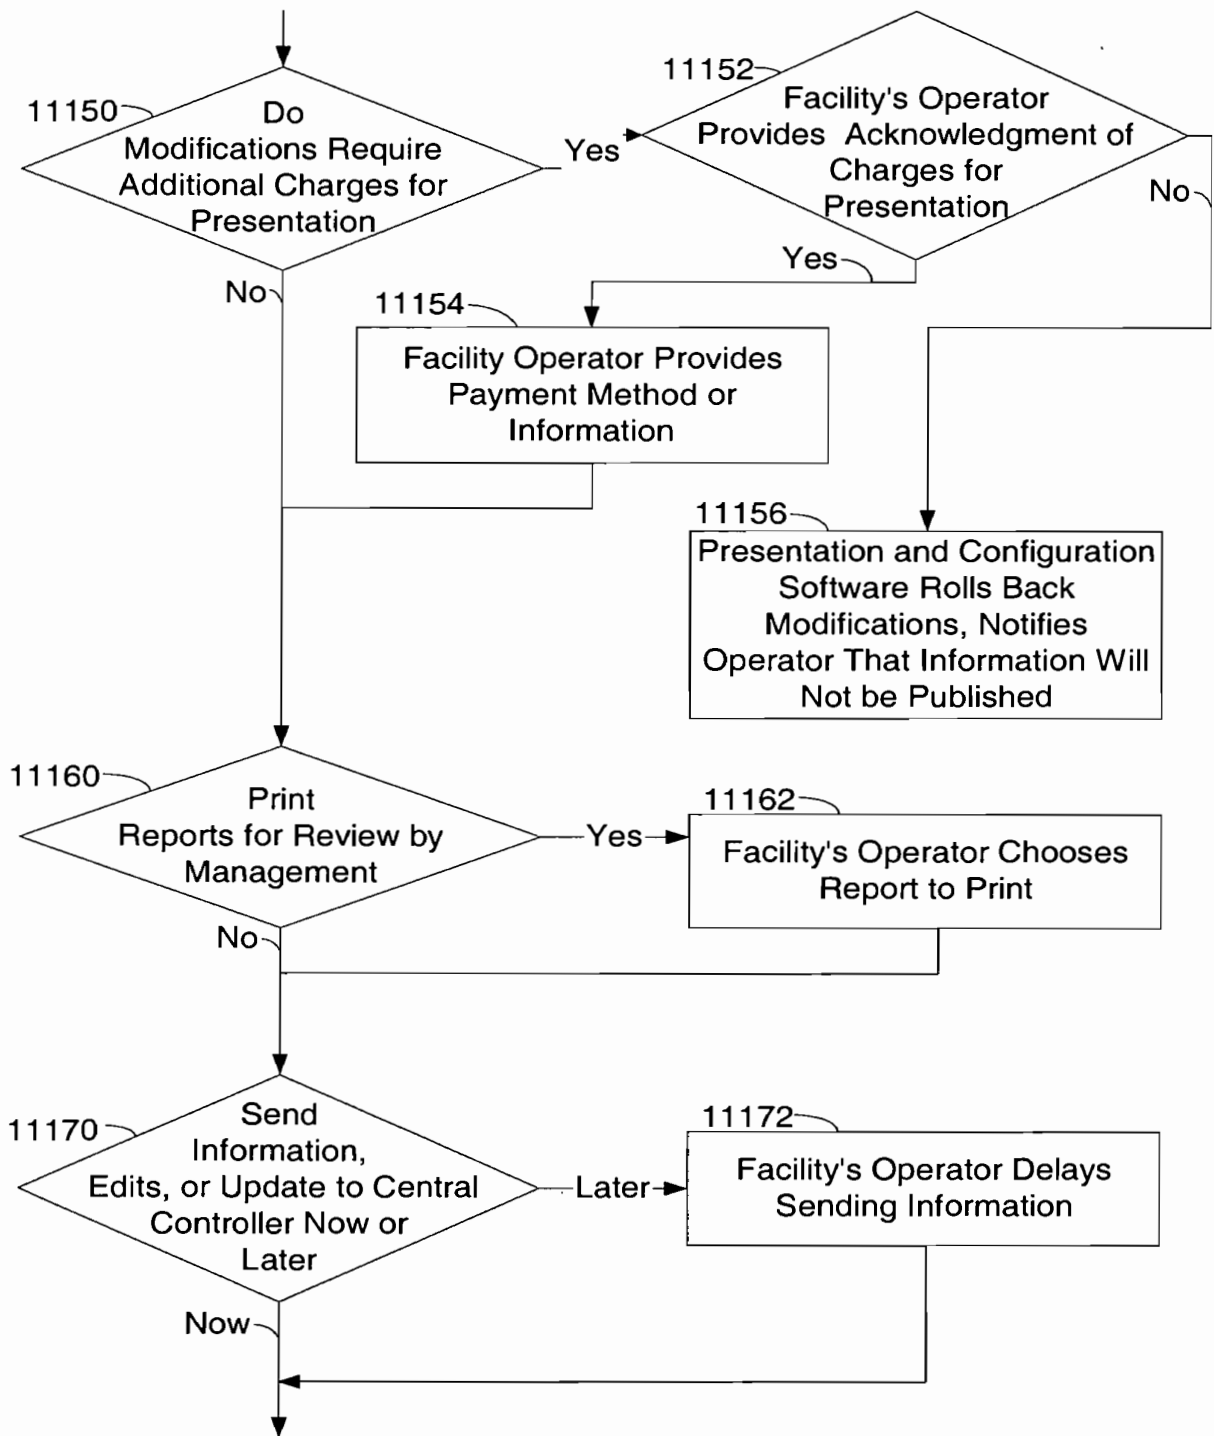 11150
Do
Modifications Require
Additional Charges for
Presentation
Yes
No
11152
Facility's Operator
Provides Acknowledgment of
Charges for
Presentation
No
Yes
11154
Facility Operator Provides
Payment Method or
Information
11156
Presentation and Configuration
Software Rolls Back
Modifications, Notifies
Operator That Information Will
Not be Published
11160
Print
Reports for Review by
Management
Yes
No
11162
Facility's Operator Chooses
Report to Print
11170
Send
Information,
Edits, or Update to Central
Controller Now or
Later
Later
Now
11172
Facility's Operator Delays
Sending Information